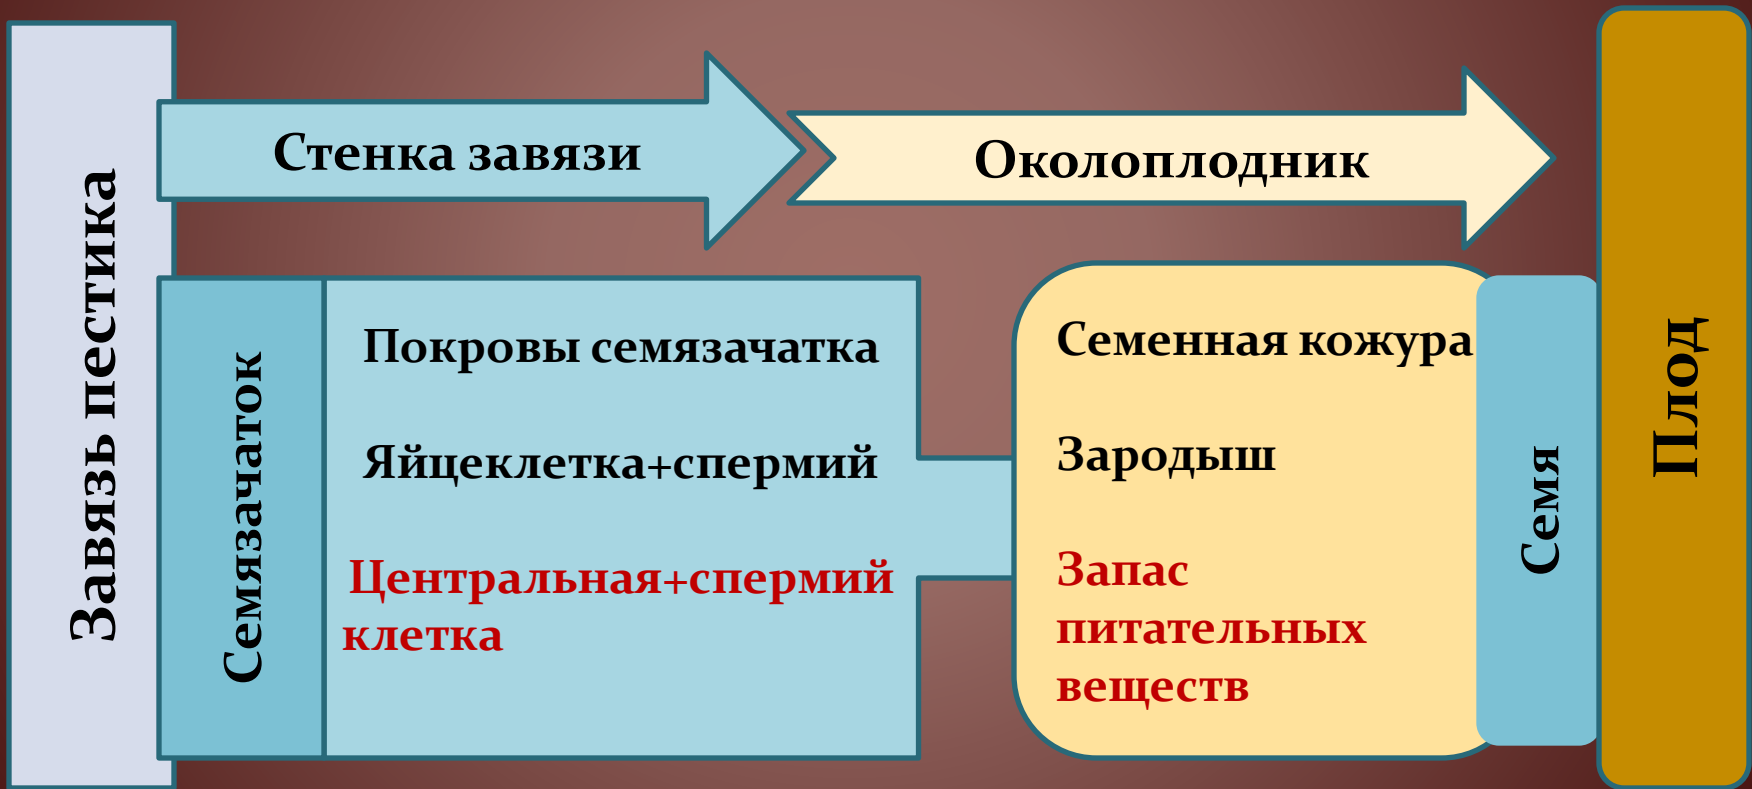 Завязь пестика
Стенка завязи
Околоплодник
Семязачаток
Покровы семязачатка
Яйцеклетка+спермий
Центральная+спермий
клетка
Семенная кожура
Зародыш
Запас
питательных
веществ
Семя
Плод